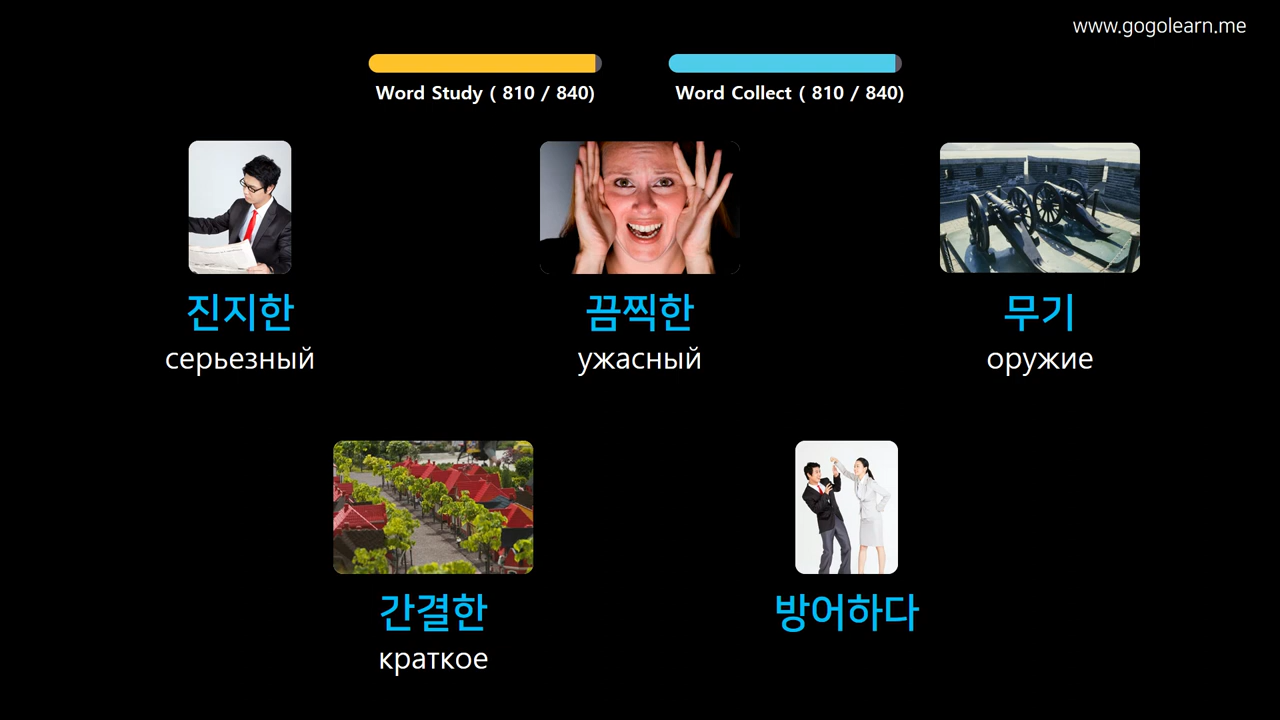 www.gogolearn.me
Word Study ( 810 / 840)
Word Collect ( 810 / 840)
진지한
серьезный
끔찍한
ужасный
무기
оружие
간결한
краткое
방어하다